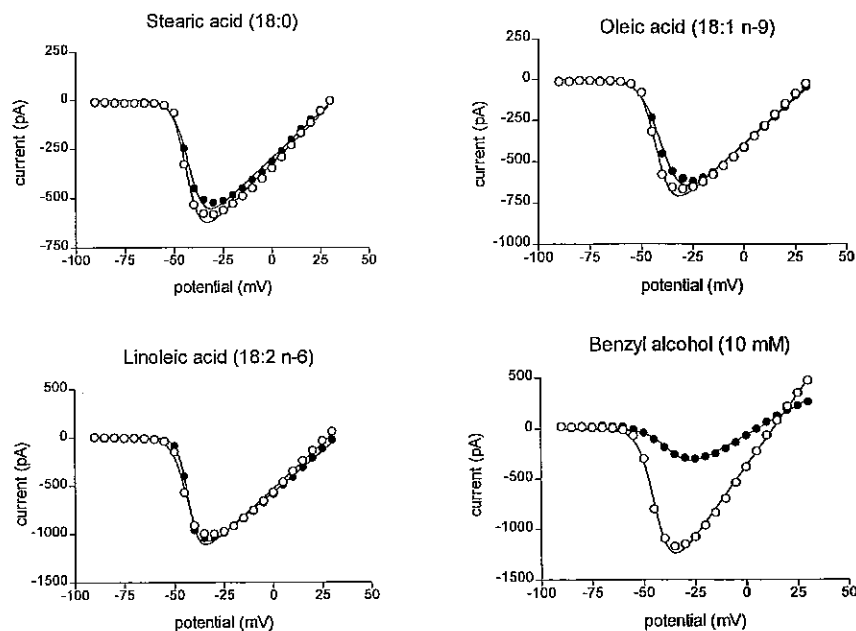 Stearic acid (18:0)
250
0
-250
-500
-750
current (pA)
-100 -75 -50 -25 0 25 50
potential (mV)
Oleic acid (18:1 n-9)
250
0
-250
-500
-750
-1000
current (pA)
-100 -75 -50 -25 0 25 50
potential (mV)
Linoleic acid (18:2 n-6)
500
0
-500
-1000
-1500
current (pA)
-100 -75 -50 -25 0 25 50
potential (mV)
Benzyl alcohol (10 mM)
500
0
-500
-1000
-1500
current (pA)
-100 -75 -50 -25 0 25 50
potential (mV)